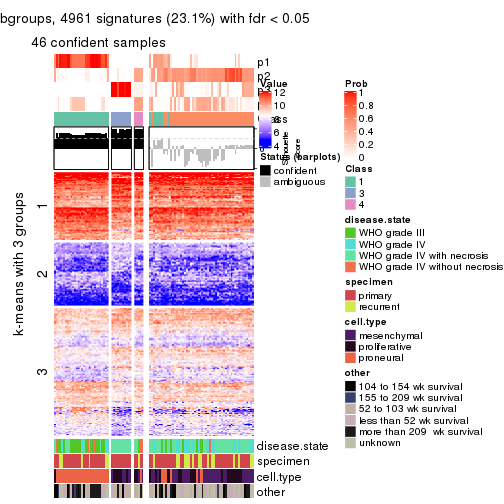 bgroups, 4961 signatures (23.1%) with fdr < 0.05
46 confident samples
p1
p2
k-means with 3 groups
1
2
3
Value
12
10
8
6
4
Status (barplots)
confident
ambiguous
Silhouette
score
disease.state
specimen
cell.type
other
Prob
1
0.8
0.6
0.4
0.2
0
Class
1
3
4
disease.state
WHO grade III
WHO grade IV
WHO grade IV with necrosis
WHO grade IV without necrosis
specimen
primary
recurrent
cell.type
mesenchymal
proliferative
proneural
other
104 to 154 wk survival
155 to 209 wk survival
52 to 103 wk survival
less than 52 wk survival
more than 209 wk survival
unknown